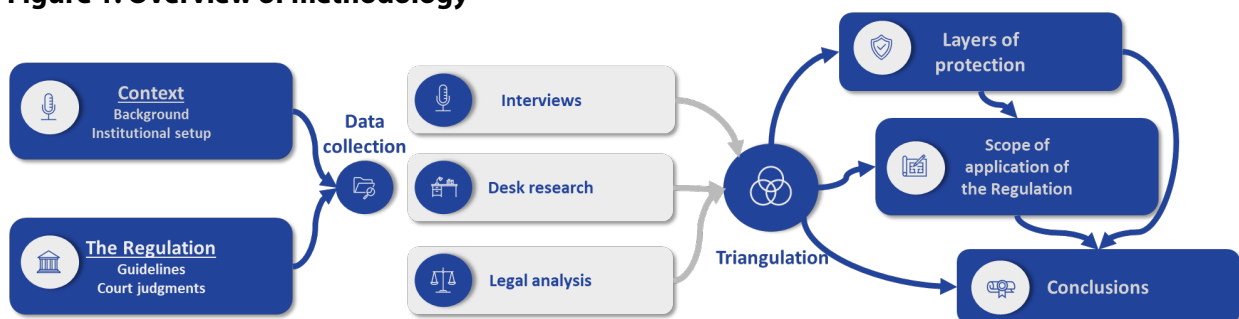 Figure 1: Overview of methodology
Context
Background
Institutional setup
The Regulation
Guidelines
Court judgments
Data
collection
Interviews
Desk research
Legal analysis
Triangulation
Layers of
protection
Scope of
application of
the Regulation
Conclusions